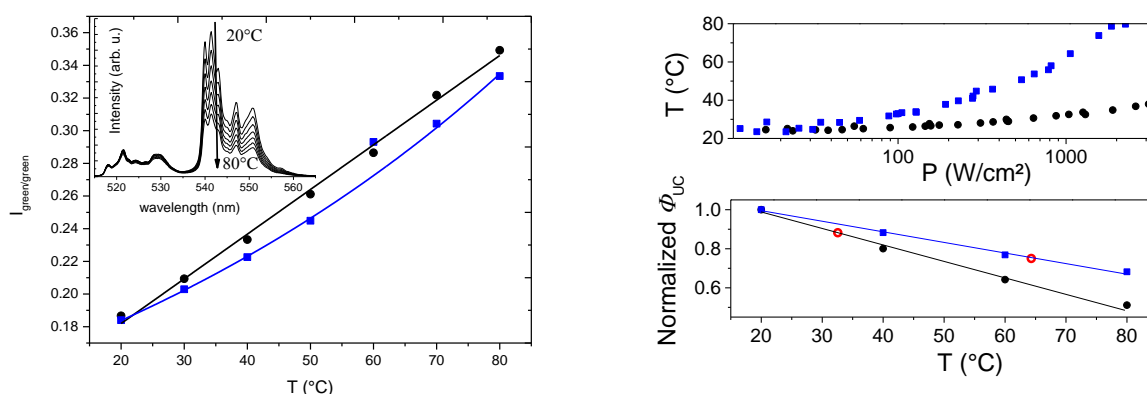 0.36
0.34
0.32
0.30
0.28
0.26
0.24
0.22
0.20
0.18
I green/green
20 30 40 50 60 70 80
T (°C)
Intensity (arb. u.)
20°C
80°C
520 530 540 550 560
wavelength (nm)
80
60
40
20
T (°C)
100 1000
P (W/cm²)
1.0
0.8
0.6
Normalized Φ UC
20 30 40 50 60 70 80
T (°C)